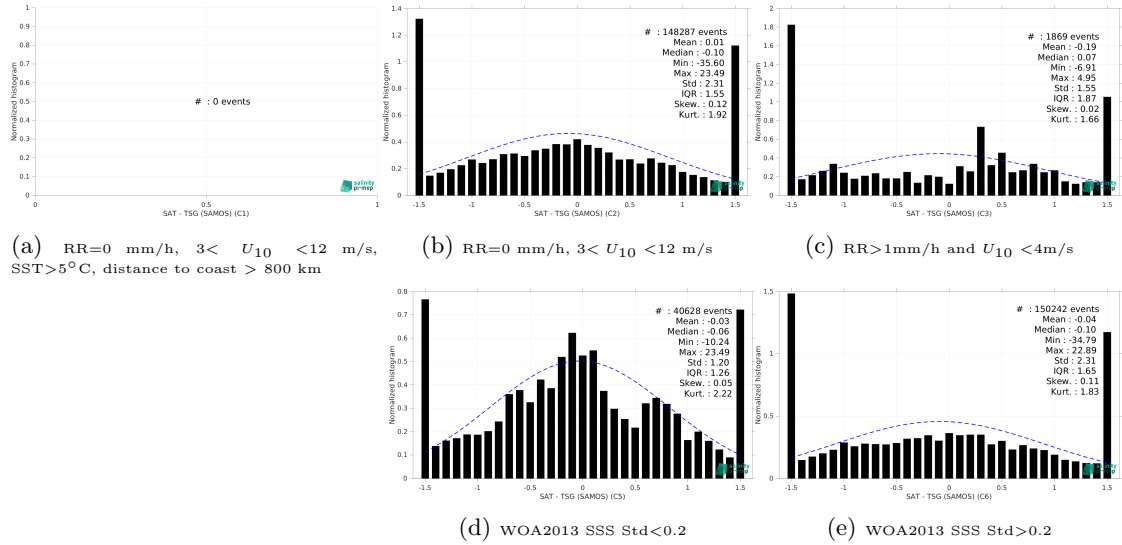 1
0.9
0.8
0.7
0.6
0.5
0.4
0.3
0.2
0.1
0
Normalized histogram
# : 0 events
salinity
pi-mep
0 0.5 1
SAT - TSG (SAMOS) (C1)
(a) RR=0 mm/h, 3< U10 <12 m/s,
SST>5°C, distance to coast > 800 km
1.4
1.2
1
0.8
0.6
0.4
0.2
0
Normalized histogram
# : 148287 events
Mean : 0.01
Median : -0.10
Min : -35.60
Max : 23.49
Std : 2.31
IQR : 1.55
Skew. : 0.12
Kurt. : 1.92
salinity
pi-mep
-1.5 -1 -0.5 0 0.5 1 1.5
SAT - TSG (SAMOS) (C2)
(b) RR=0 mm/h, 3< U10 <12 m/s
2
1.8
1.6
1.4
1.2
1
0.8
0.6
0.4
0.2
0
Normalized histogram
# : 1869 events
Mean : -0.19
Median : 0.07
Min : -6.91
Max : 4.95
Std : 1.55
IQR : 1.87
Skew. : 0.02
Kurt. : 1.66
salinity
pi-mep
-1.5 -1 -0.5 0 0.5 1 1.5
SAT - TSG (SAMOS) (C3)
(c) RR>1mm/h and U10 <4m/s
0.8
0.7
0.6
0.5
0.4
0.3
0.2
0.1
0
Normalized histogram
# : 40628 events
Mean : -0.03
Median : -0.06
Min : -10.24
Max : 23.49
Std : 1.20
IQR : 1.26
Skew. : 0.05
Kurt. : 2.22
salinity
pi-mep
-1.5 -1 -0.5 0 0.5 1 1.5
SAT - TSG (SAMOS) (C5)
(d) WOA2013 SSS Std<0.2
1.5
1
0.5
0
Normalized histogram
# : 150242 events
Mean : -0.04
Median : -0.10
Min : -34.79
Max : 22.89
Std : 2.31
IQR : 1.65
Skew. : 0.11
Kurt. : 1.83
salinity
pi-mep
-1.5 -1 -0.5 0 0.5 1 1.5
SAT - TSG (SAMOS) (C6)
(e) WOA2013 SSS Std>0.2